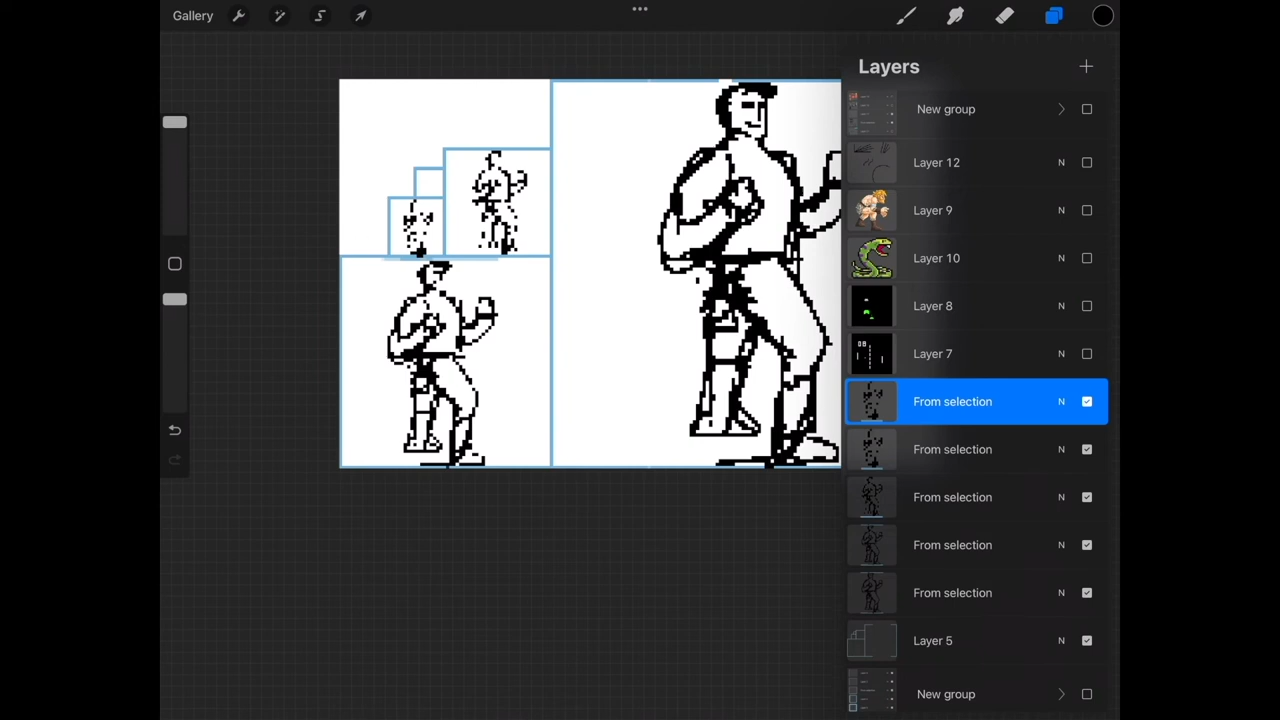 Gallery
Layers
New group
Layer 12 N
Layer 9 N
Layer 10 N
Layer 8 N
Layer 7 N
From selection N
From selection N
From selection N
From selection N
From selection N
Layer 5 N
New group